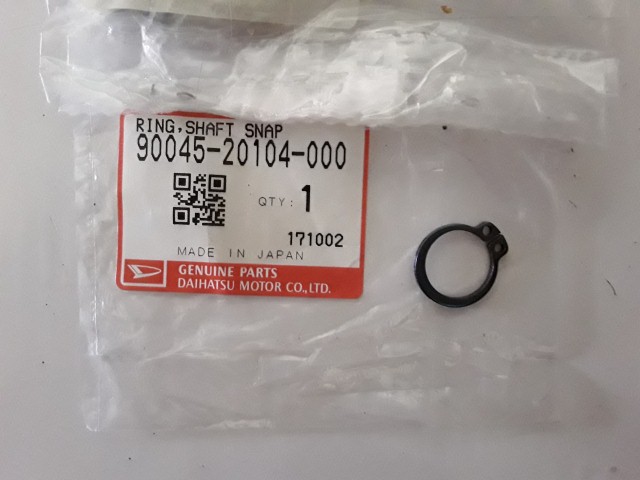 RING,SHAFT SNAP
90045-20104-000
QTY: 1
171002
MADE IN JAPAN
GENUINE PARTS
DAIHATSU MOTOR CO.,LTD.